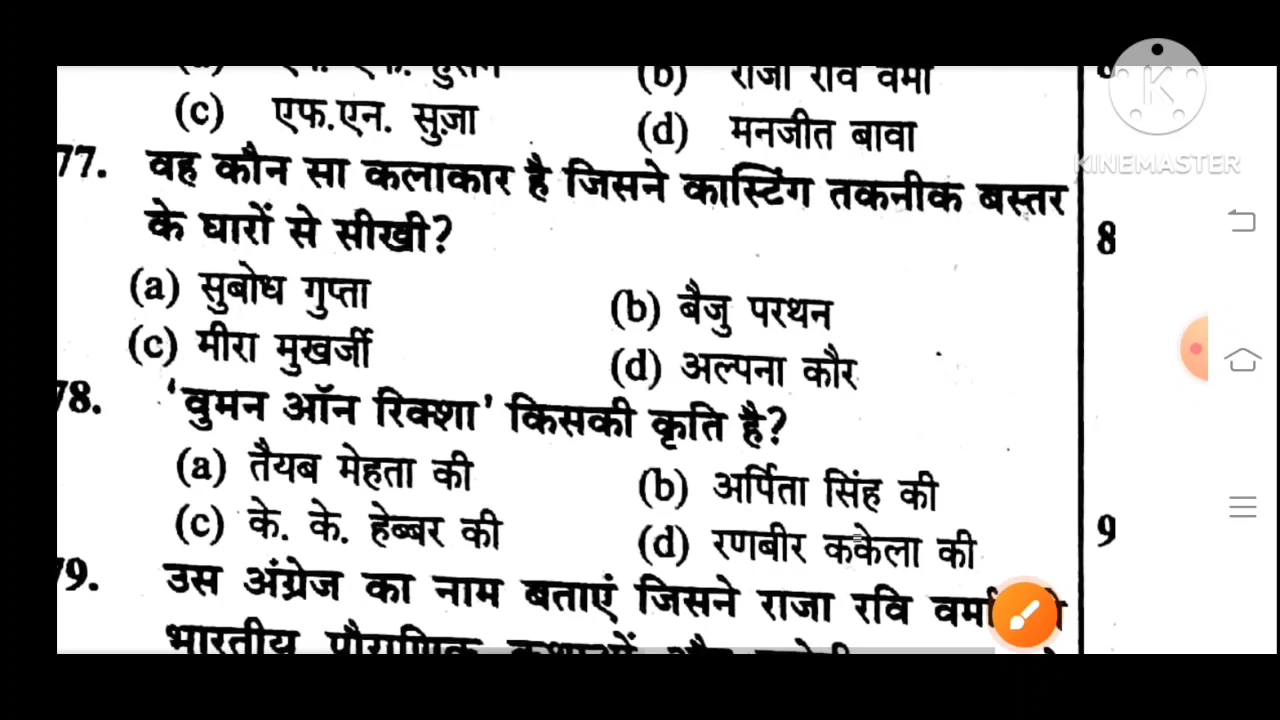 (b) राजा रवि वर्मा
(c) एफ.एन. सुज़ा (d) मनजीत बावा
77. वह कौन सा कलाकार है जिसने कास्टिंग तकनीक बस्तर
के घारों से सीखी?
(a) सुबोध गुप्ता (b) बैजु परथन
(c) मीरा मुखर्जी (d) अल्पना कौर
78. 'वुमन ऑन रिक्शा' किसकी कृति है?
(a) तैयब मेहता की (b) अर्पिता सिंह की
(c) के. के. हेब्बर की (d) रणबीर ककेला की
79. उस अंग्रेज का नाम बताएं जिसने राजा रवि वर्मा
भारतीय पौराणिक
8
9
K
KINEMASTER